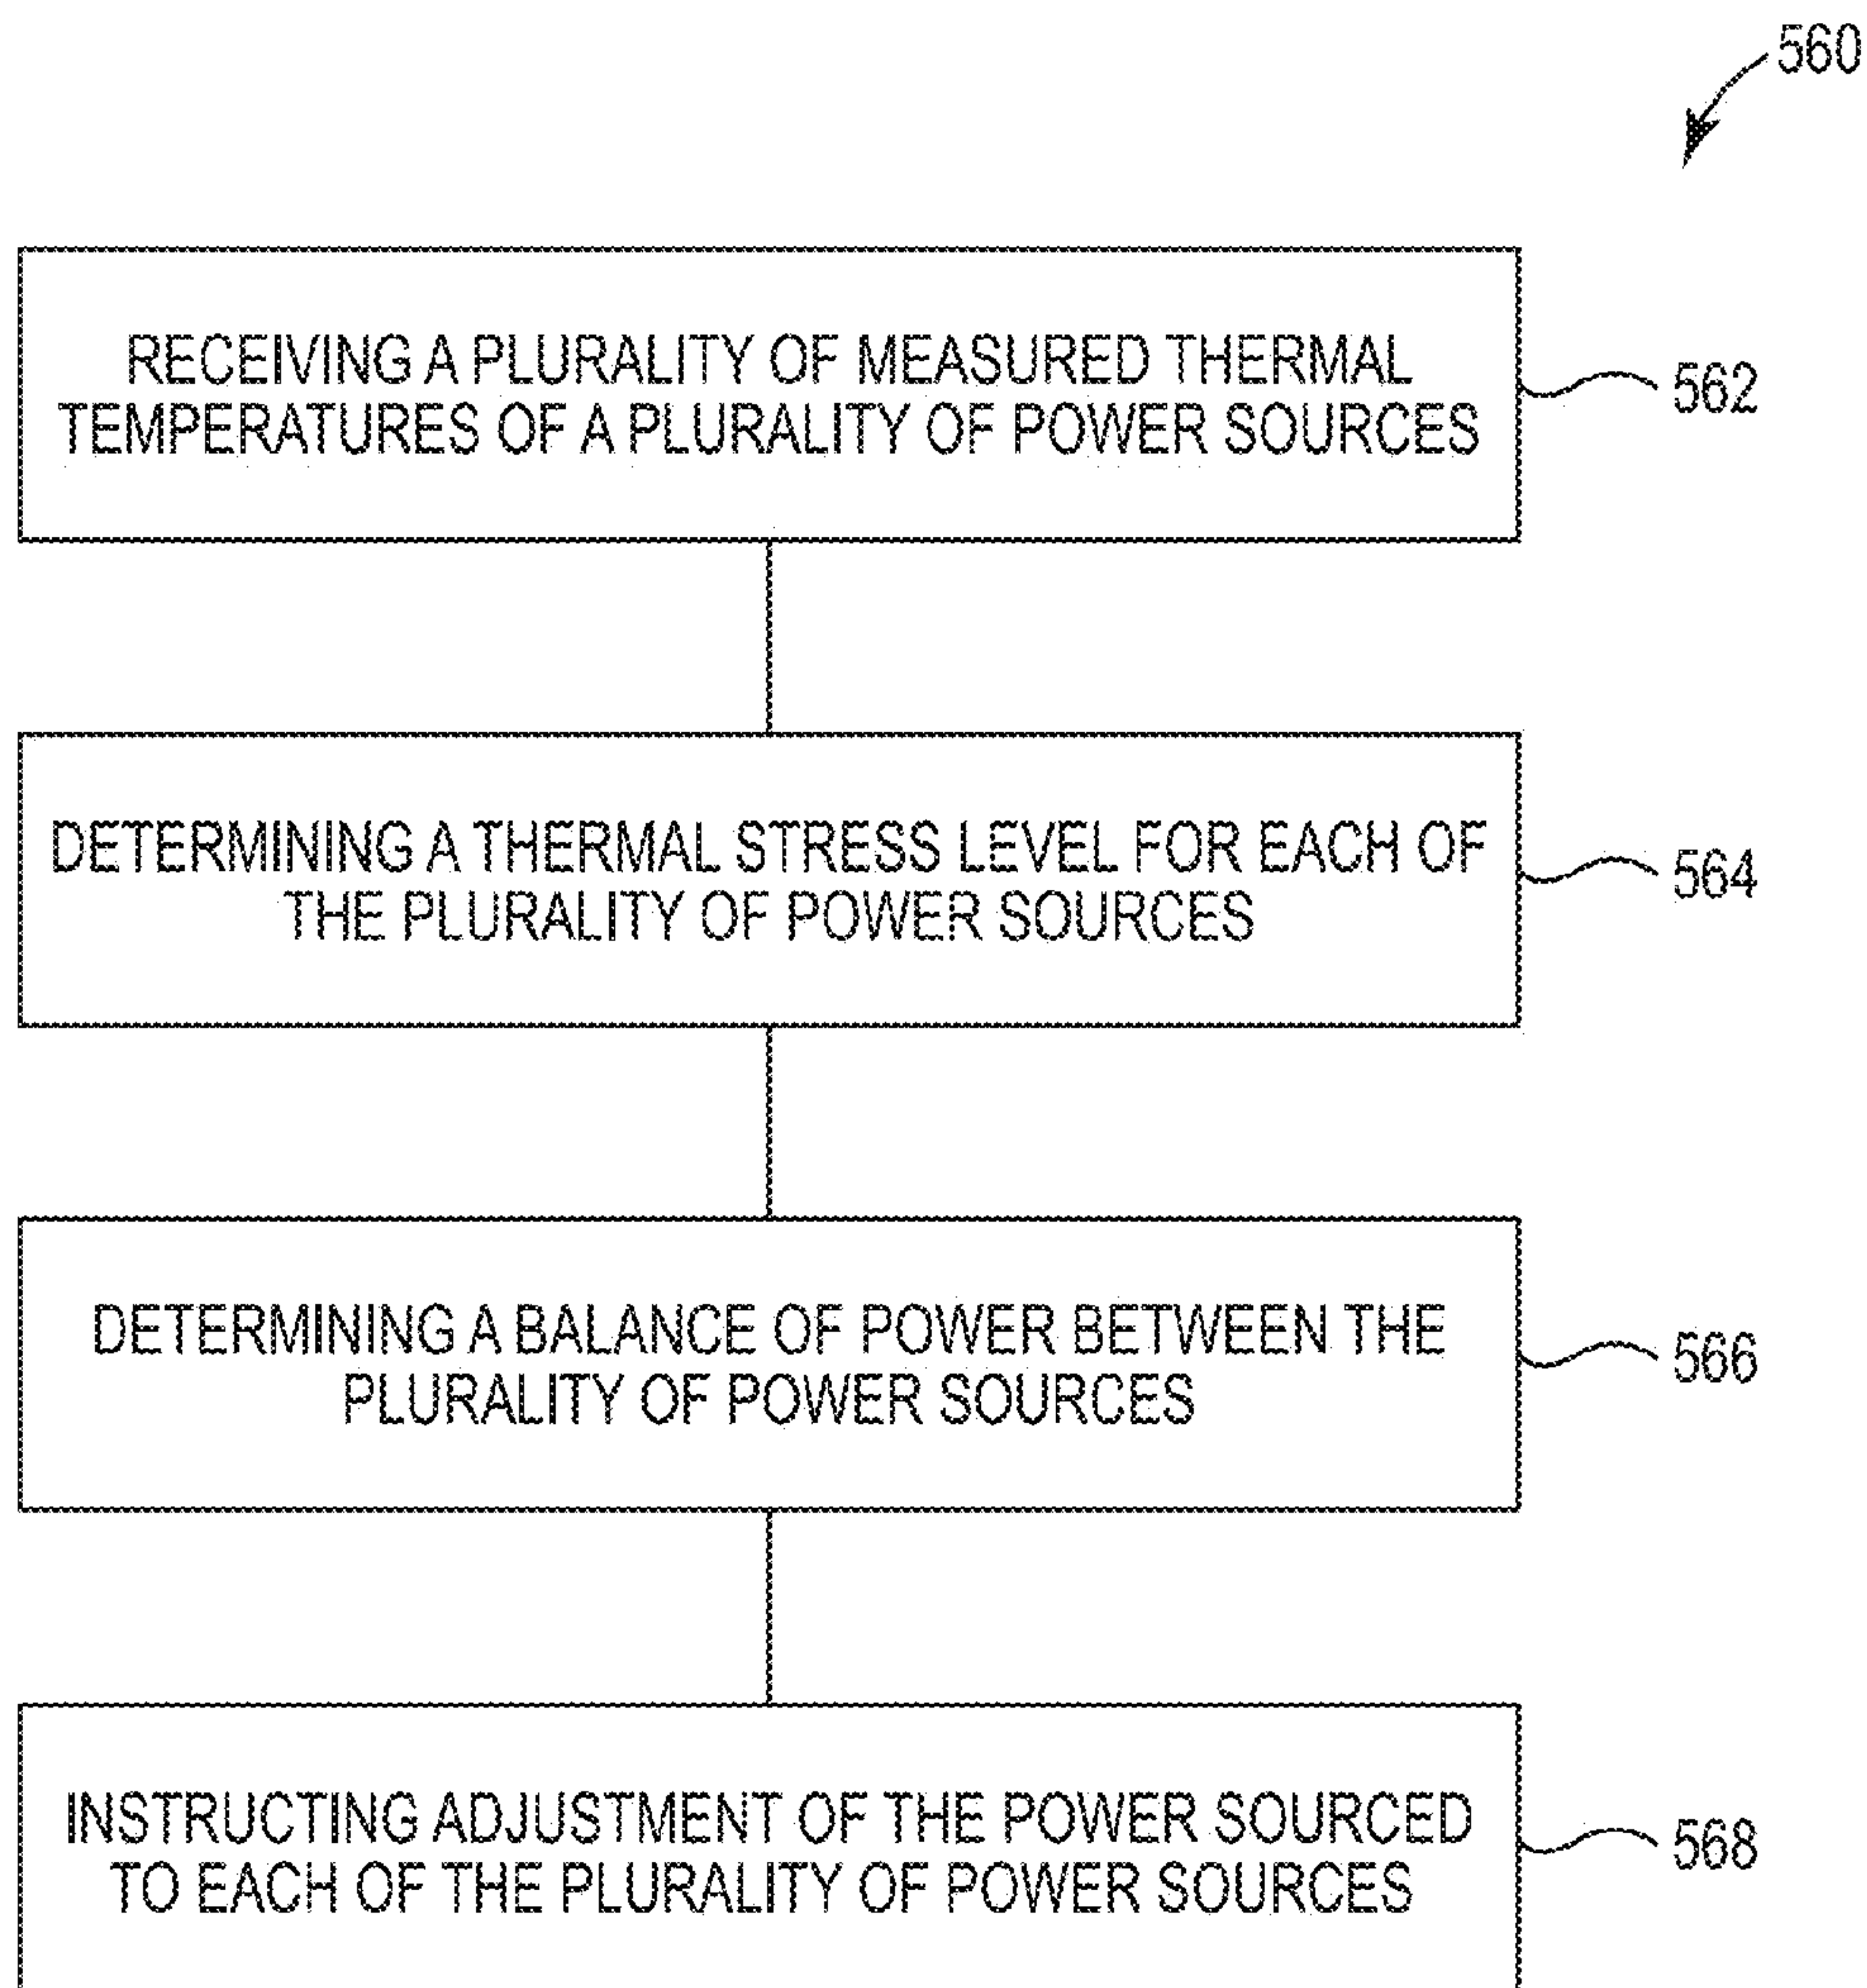 560
RECEIVING A PLURALITY OF MEASURED THERMAL
TEMPERATURES OF A PLURALITY OF POWER SOURCES
562
DETERMINING A THERMAL STRESS LEVEL FOR EACH OF
THE PLURALITY OF POWER SOURCES
564
DETERMINING A BALANCE OF POWER BETWEEN THE
PLURALITY OF POWER SOURCES
566
INSTRUCTING ADJUSTMENT OF THE POWER SOURCED
TO EACH OF THE PLURALITY OF POWER SOURCES
568